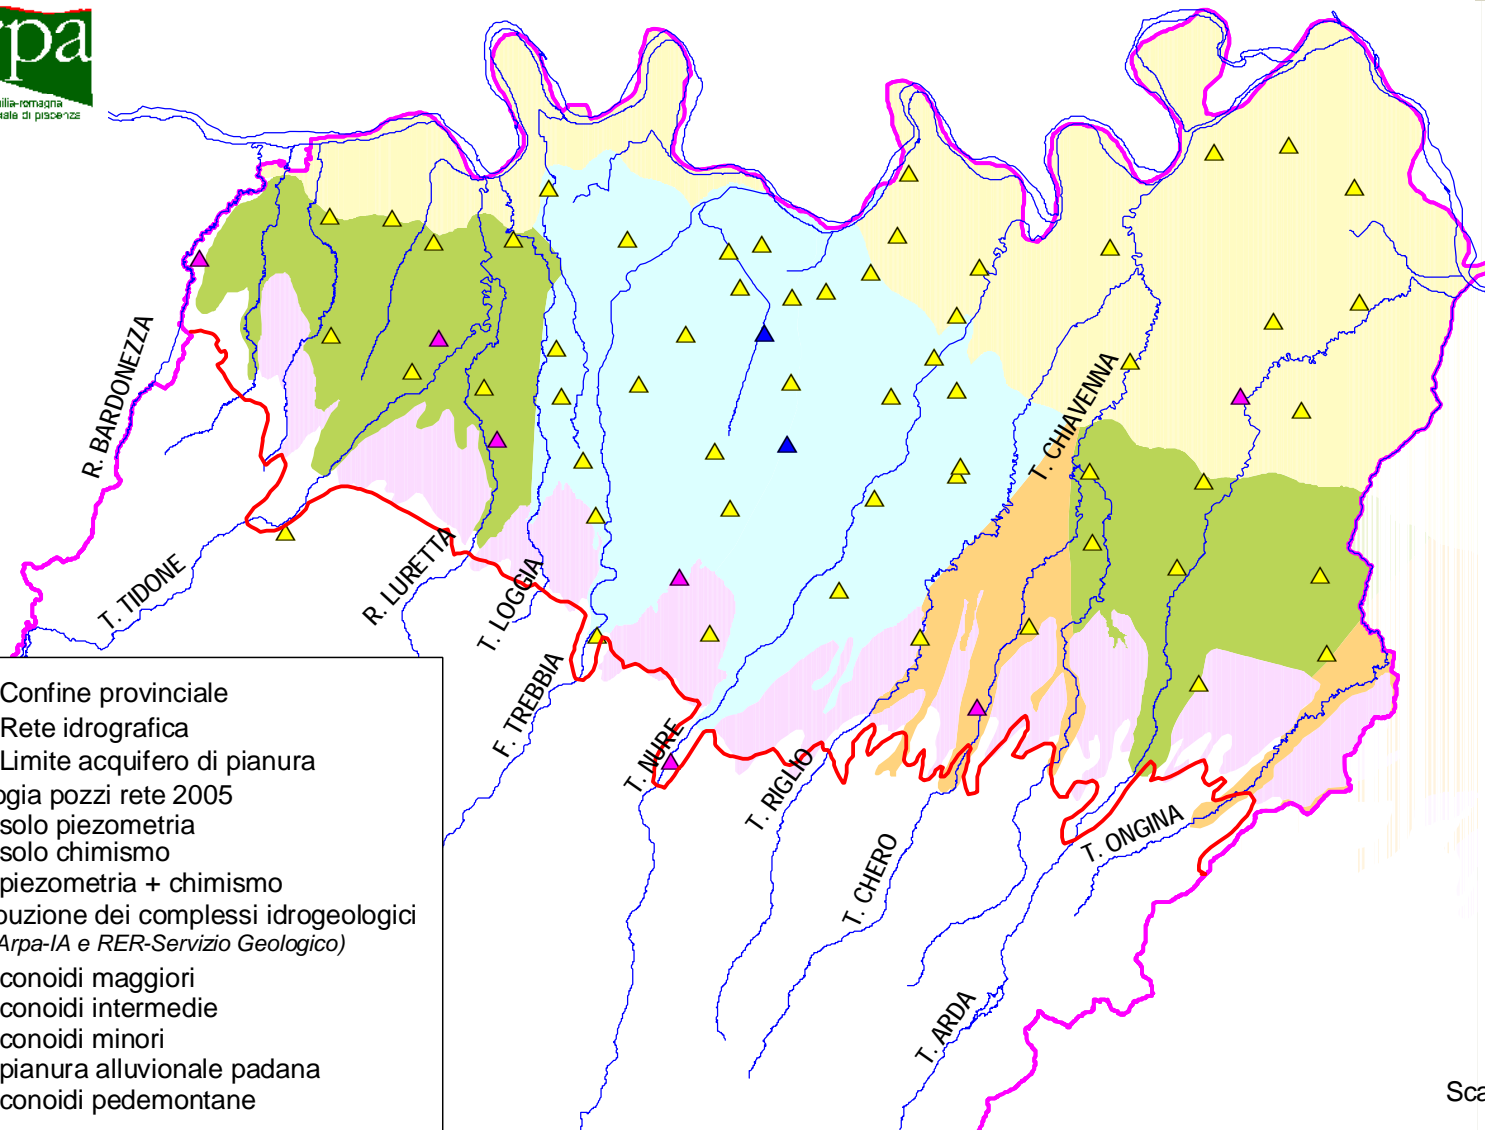 rpa
ilia-romagna
iale di piacenza
R. BARDONEZZA
T. TIDONE
R. LURETTA
T. LOGGIA
F. TREBBIA
T. NURE
T. RIGLIO
T. CHERO
T. CHIAVENNA
T. ARDA
T. ONGINA
Confine provinciale
Rete idrografica
Limite acquifero di pianura
ogia pozzi rete 2005
solo piezometria
solo chimismo
piezometria + chimismo
buzione dei complessi idrogeologici
Arpa-IA e RER-Servizio Geologico)
conoidi maggiori
conoidi intermedie
conoidi minori
pianura alluvionale padana
conoidi pedemontane
Sca